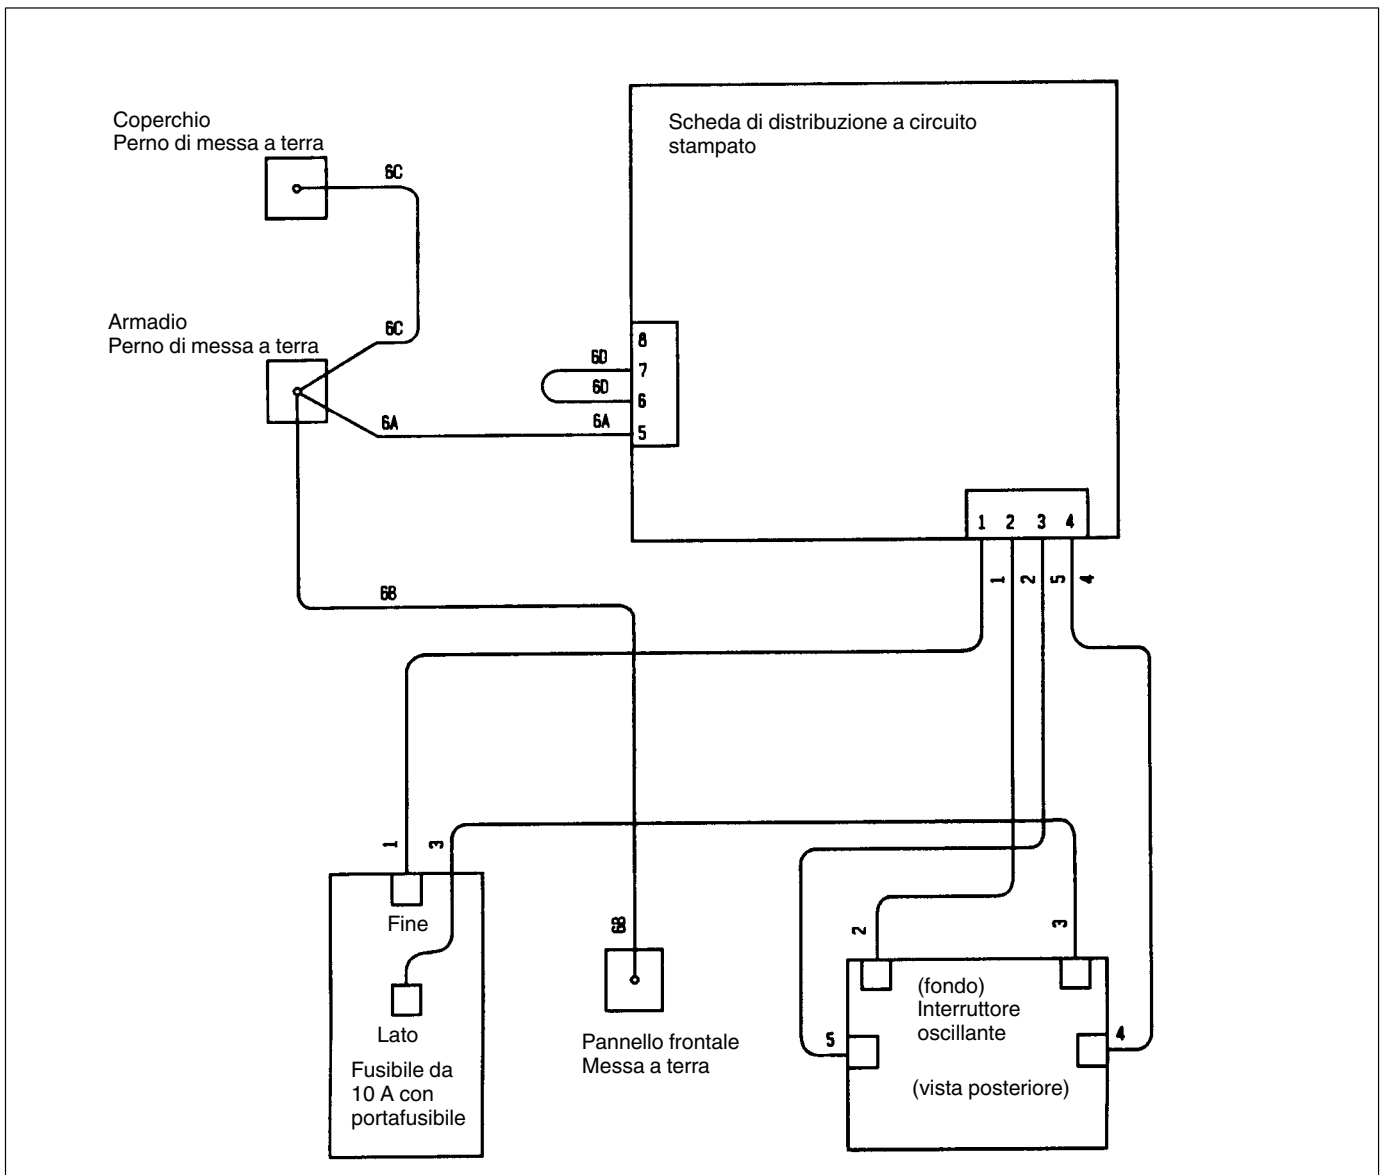 Coperchio
Perno di messa a terra
6C
Scheda di distribuzione a circuito
stampato
Armadio
Perno di messa a terra
6C
6A
8
6D
7
6D
6
6A
5
1 2 3 4
1 2 5 4
6B
1 3
Fine
Lato
Fusibile da
10 A con
portafusibile
6B
Pannello frontale
Messa a terra
2 3
(fondo)
Interruttore
oscillante
5 4
(vista posteriore)